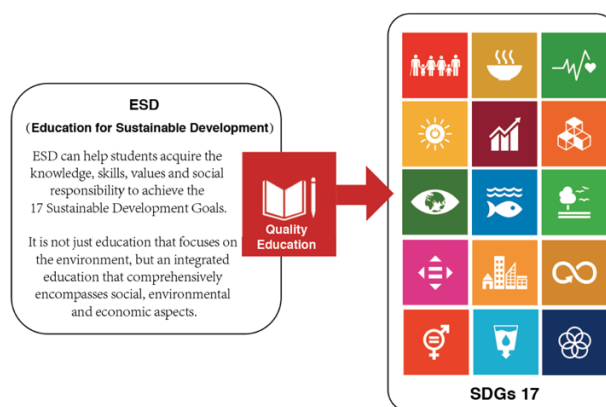 ESD
(Education for Sustainable Development)
ESD can help students acquire the
knowledge, skills, values and social
responsibility to achieve the
17 Sustainable Development Goals.
It is not just education that focuses on
the environment, but an integrated
education that comprehensively
encompasses social, environmental
and economic aspects.
Quality
Education
SDGs 17